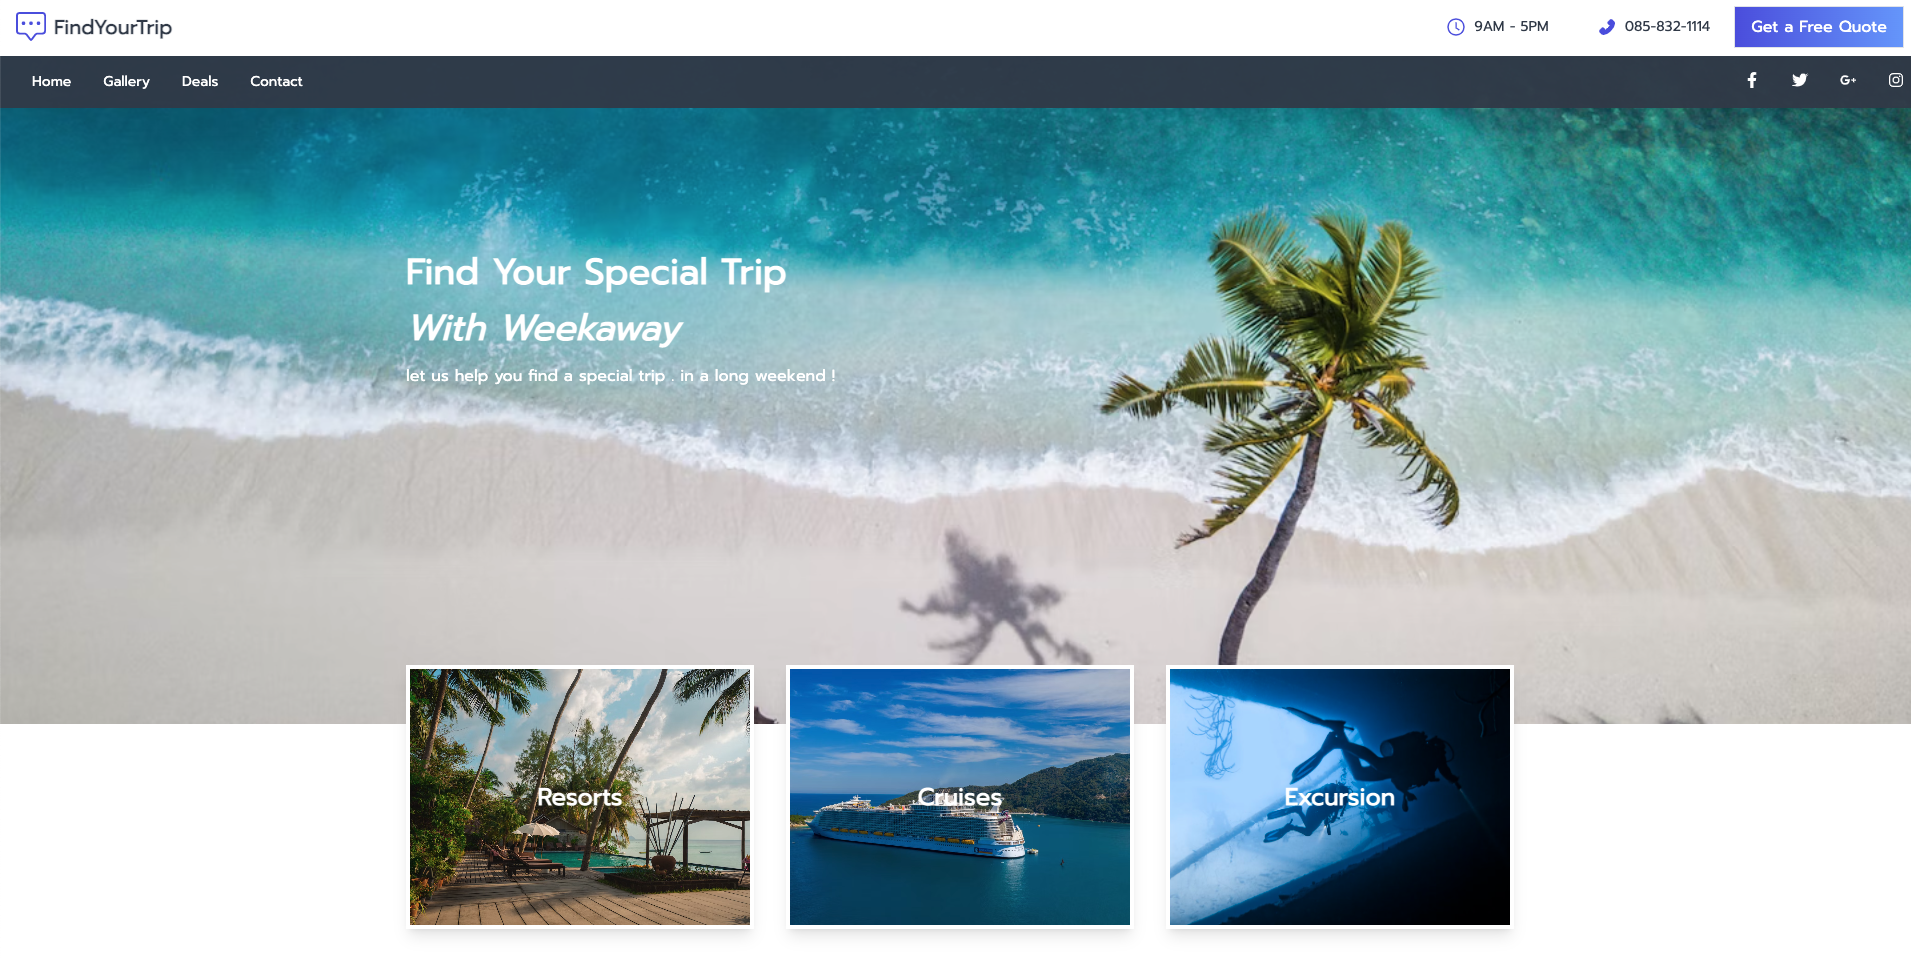 FindYourTrip
9AM - 5PM
085-832-1114
Get a Free Quote
Home
Gallery
Deals
Contact
G+
Find Your Special Trip
With Weekaway
let us help you find a special trip . in a long weekend !
Resorts
Cruises
Excursion